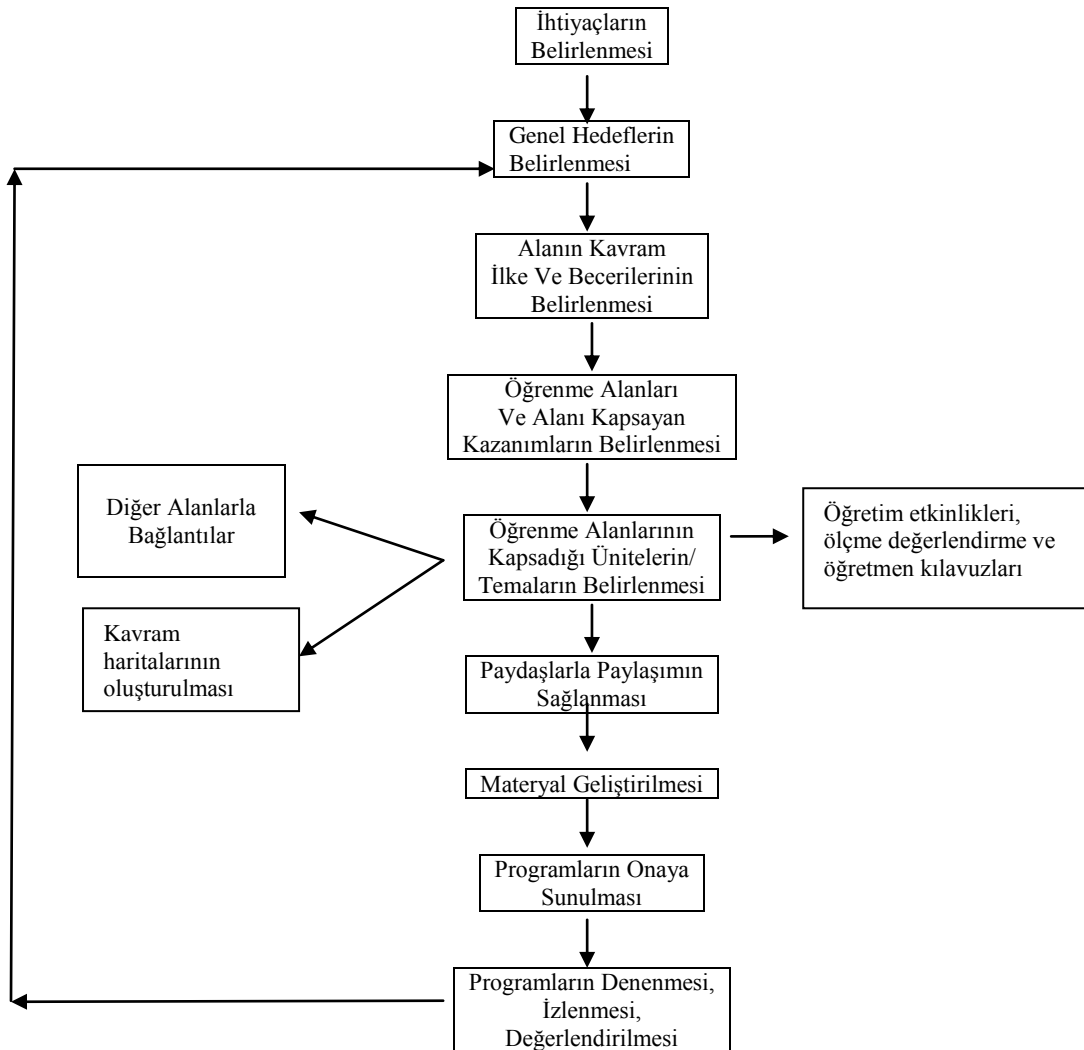 İhtiyaçların
Belirlenmesi
Genel Hedeflerin
Belirlenmesi
Alanın Kavram
İlke Ve Becerilerinin
Belirlenmesi
Öğrenme Alanları
Ve Alanı Kapsayan
Kazanımların Belirlenmesi
Diğer Alanlarla
Bağlantılar
Öğrenme Alanlarının
Kapsadığı Ünitelerin/
Temaların Belirlenmesi
Öğretim etkinlikleri,
ölçme değerlendirme ve
öğretmen kılavuzları
Kavram
haritalarının
oluşturulması
Paydaşlarla Paylaşımın
Sağlanması
Materyal Geliştirilmesi
Programların Onaya
Sunulması
Programların Denenmesi,
İzlenmesi,
Değerlendirilmesi